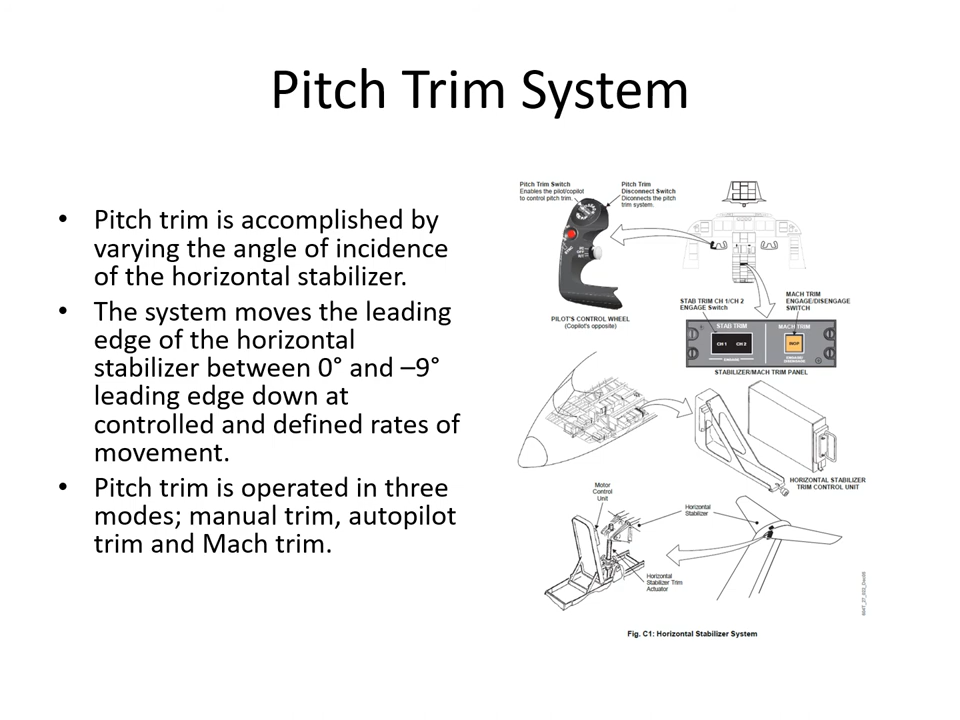 Pitch Trim System
• Pitch trim is accomplished by
varying the angle of incidence
of the horizontal stabilizer.
• The system moves the leading
edge of the horizontal
stabilizer between 0° and –9°
leading edge down at
controlled and defined rates of
movement.
• Pitch trim is operated in three
modes; manual trim, autopilot
trim and Mach trim.
Pitch Trim Switch
Enables the pilot/copilot
to control pitch trim.
Pitch Trim
Disconnect Switch
Diconnects the pitch
trim system.
PILOT'S CONTROL WHEEL
(Copilot's opposite)
STAB TRIM CH 1/CH 2
ENGAGE Switch
MACH TRIM
ENGAGE/DISENGAGE
SWITCH
STAB TRIM
MACH TRIM
CH 1 CH 2
INOP
ENGAGE
ENGAGE/
DISENGAGE
STABILIZER/MACH TRIM PANEL
HORIZONTAL STABILIZER
TRIM CONTROL UNIT
Motor
Control
Unit
Horizontal
Stabilizer
Horizontal
Stabilizer Trim
Actuator
Fig. C1: Horizontal Stabilizer System